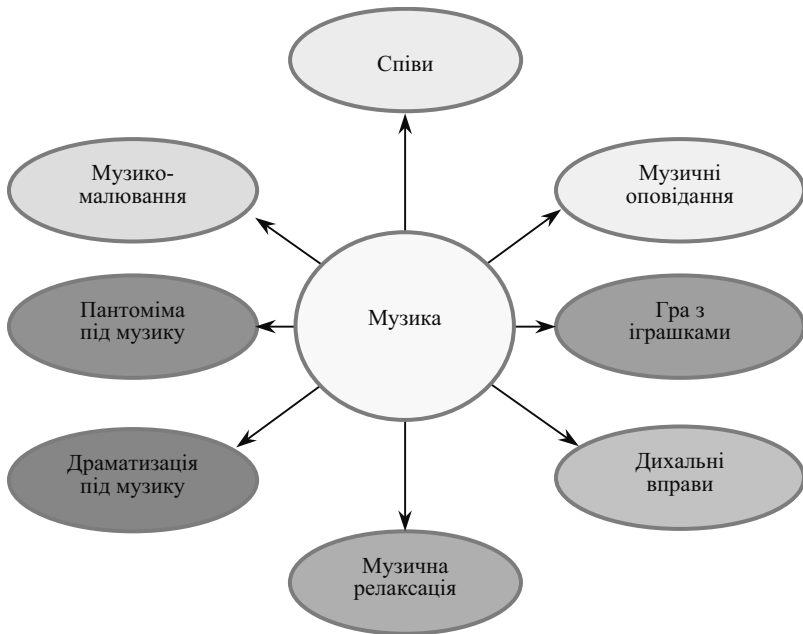 Співи
Музико-
малювання
Музичні
оповідання
Пантоміма
під музику
Музика
Гра з
іграшками
Драматизація
під музику
Дихальні
вправи
Музична
релаксація